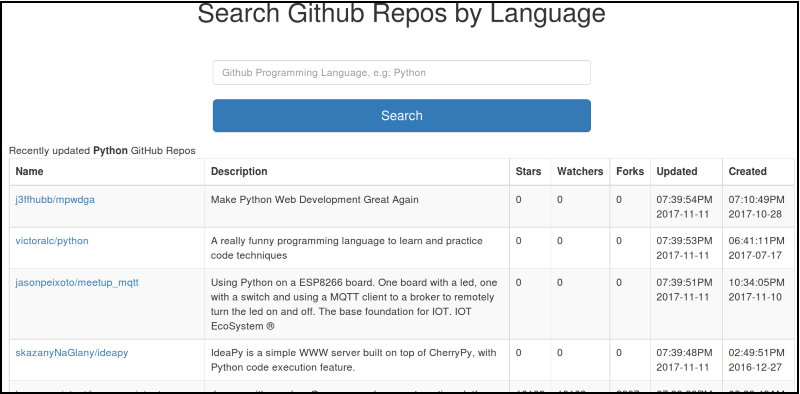 Search Github Repos by Language
Github Programming Language, e.g: Python
Search
Recently updated Python GitHub Repos
Name Description Stars Watchers Forks Updated Created
j3ffhubb/mpwdga Make Python Web Development Great Again 0 0 0 07:39:54PM 07:10:49PM
2017-11-11 2017-10-28
victoralc/python A really funny programming language to learn and practice 0 0 0 07:39:53PM 06:41:11PM
code techniques 2017-11-11 2017-07-17
jasonpeixoto/meetup_mqtt Using Python on a ESP8266 board. One board with a led, one 0 0 0 07:39:51PM 10:34:05PM
with a switch and using a MQTT client to a broker to remotely 2017-11-11 2017-11-10
turn the led on and off. The base foundation for IOT. IOT
EcoSystem ®
skazanyNaGlany/ideapy IdeaPy is a simple WWW server built on top of CherryPy, with 0 0 0 07:39:48PM 02:49:51PM
Python code execution feature. 2017-11-11 2016-12-27